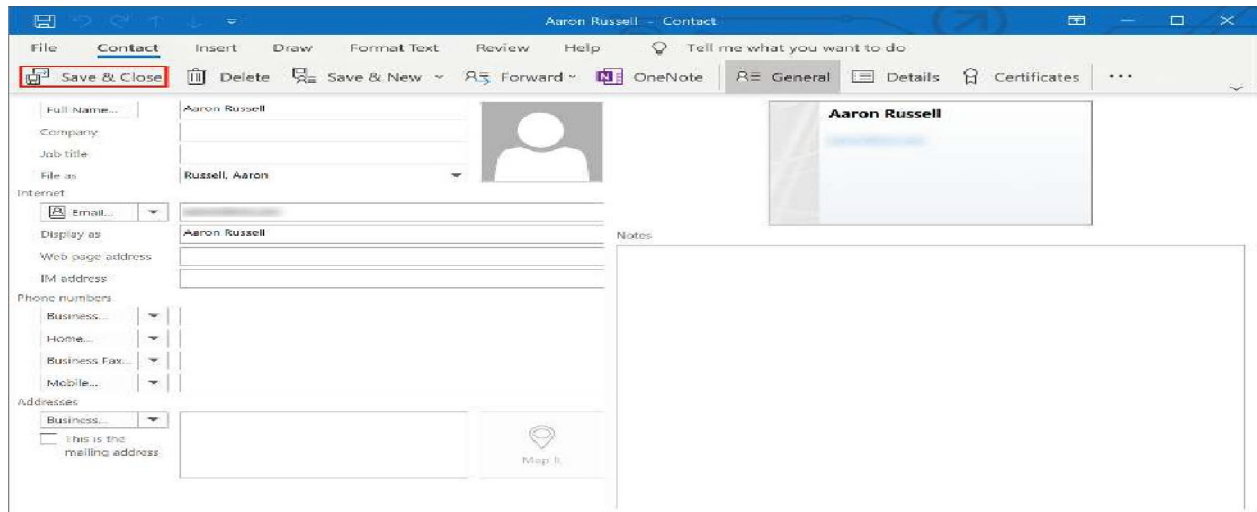 Aaron Russell - Contact
File Contact Insert Draw Format Text Review Help Tell me what you want to do
Save & Close Delete Save & New Forward OneNote General Details Certificates ...
Full Name... Aaron Russell
Company
Job title
File as Russell, Aaron
Internet
Email...
Display as Aaron Russell
Web page address
IM address
Phone numbers
Business...
Home...
Business Fax...
Mobile...
Addresses
Business...
This is the
mailing address
Map It
Aaron Russell
Notes